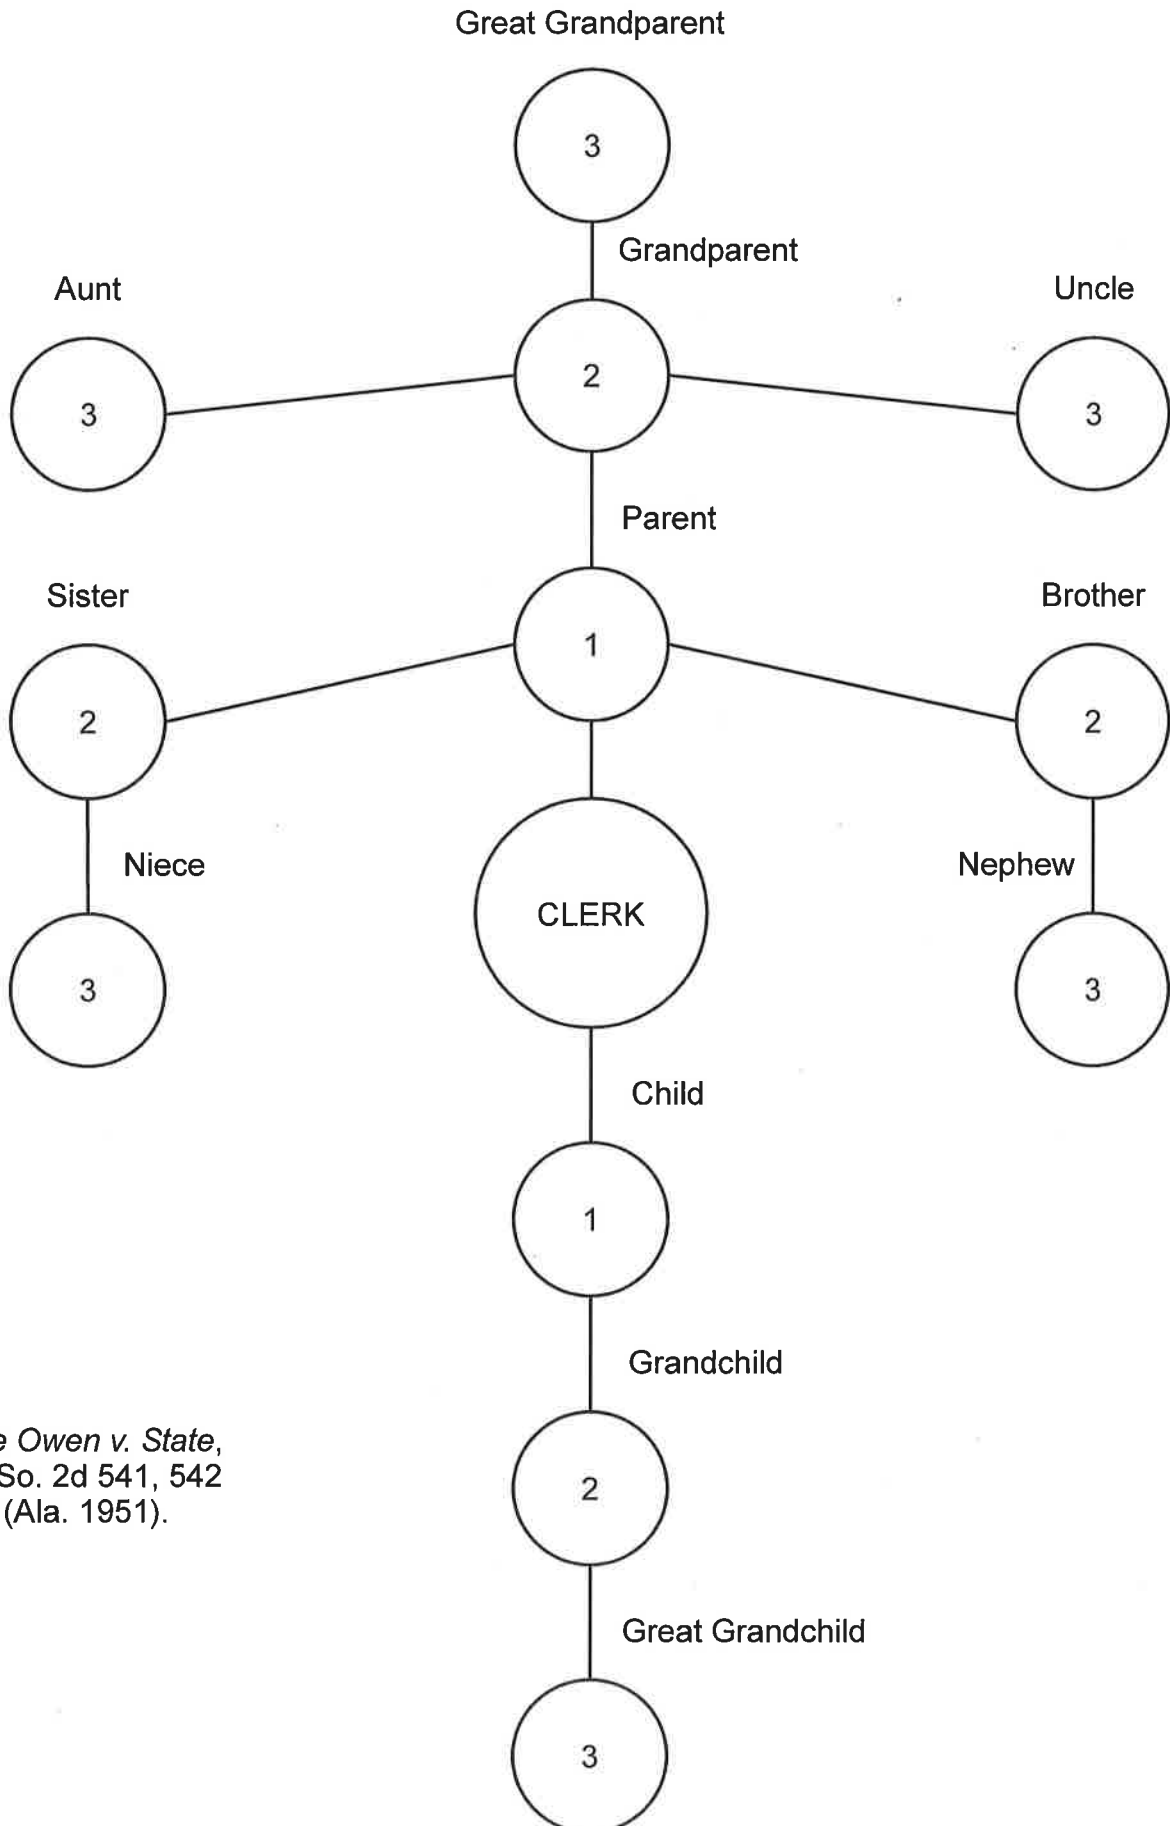 Great Grandparent
3
Grandparent
Aunt
Uncle
3
2
3
Parent
Sister
Brother
1
2
2
Niece
CLERK
Nephew
3
3
Child
1
Grandchild
e Owen v. State,
So. 2d 541, 542
(Ala. 1951).
2
Great Grandchild
3